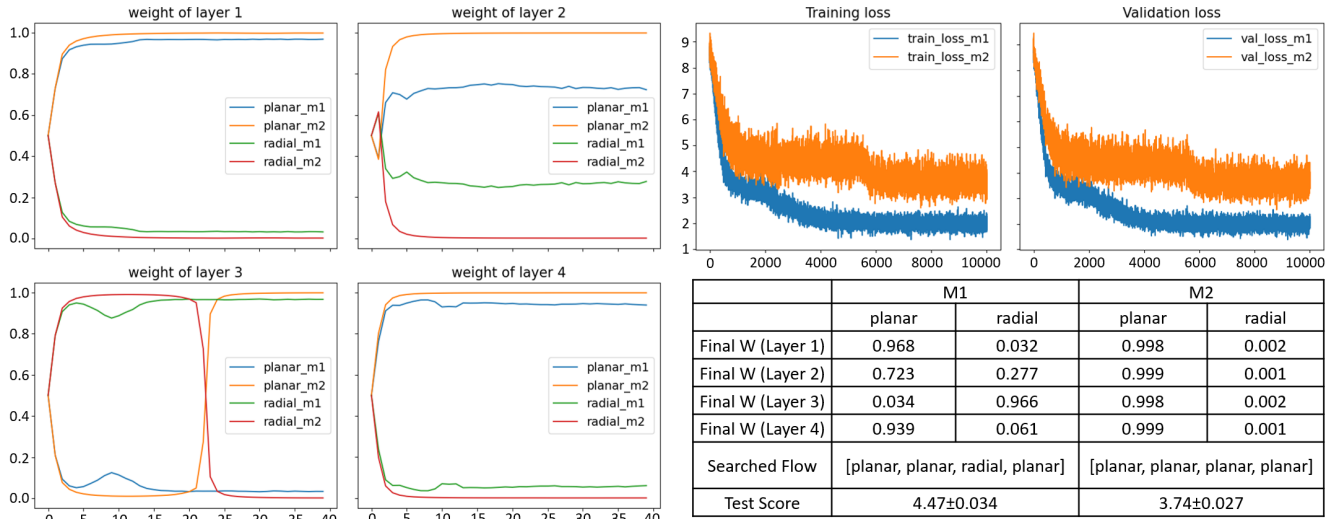 weight of layer 1
1.0
0.8
0.6
0.4
0.2
0.0
planar_m1
planar_m2
radial_m1
radial_m2
weight of layer 2
planar_m1
planar_m2
radial_m1
radial_m2
Training loss
9
8
7
6
5
4
3
2
1
0 2000 4000 6000 8000 10000
train_loss_m1
train_loss_m2
Validation loss
val_loss_m1
val_loss_m2
0 2000 4000 6000 8000 10000
weight of layer 3
1.0
0.8
0.6
0.4
0.2
0.0
planar_m1
planar_m2
radial_m1
radial_m2
0 5 10 15 20 25 30 35 40
weight of layer 4
planar_m1
planar_m2
radial_m1
radial_m2
0 5 10 15 20 25 30 35 40
M1 M2
planar radial planar radial
Final W (Layer 1) 0.968 0.032 0.998 0.002
Final W (Layer 2) 0.723 0.277 0.999 0.001
Final W (Layer 3) 0.034 0.966 0.998 0.002
Final W (Layer 4) 0.939 0.061 0.999 0.001
Searched Flow [planar, planar, radial, planar] [planar, planar, planar, planar]
Test Score 4.47±0.034 3.74±0.027